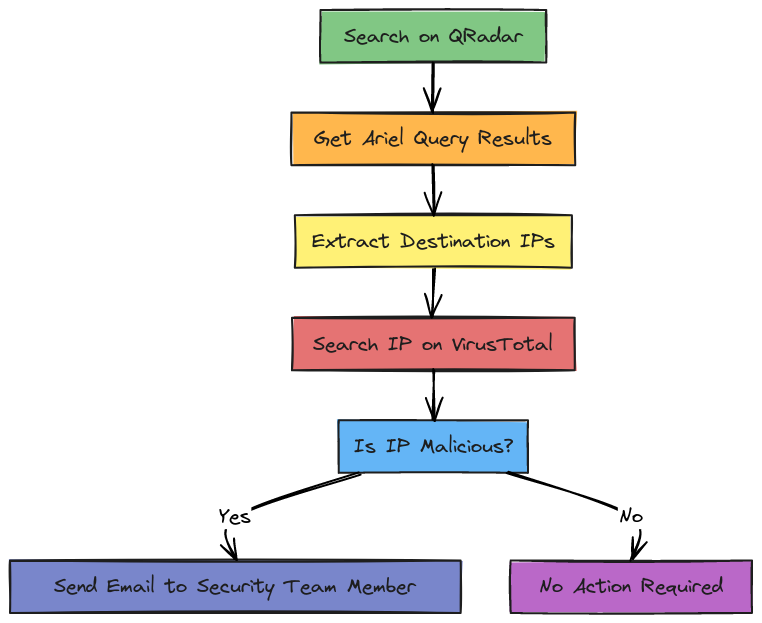 Search on QRadar
Get Ariel Query Results
Extract Destination IPs
Search IP on VirusTotal
Is IP Malicious?
Yes
No
Send Email to Security Team Member
No Action Required